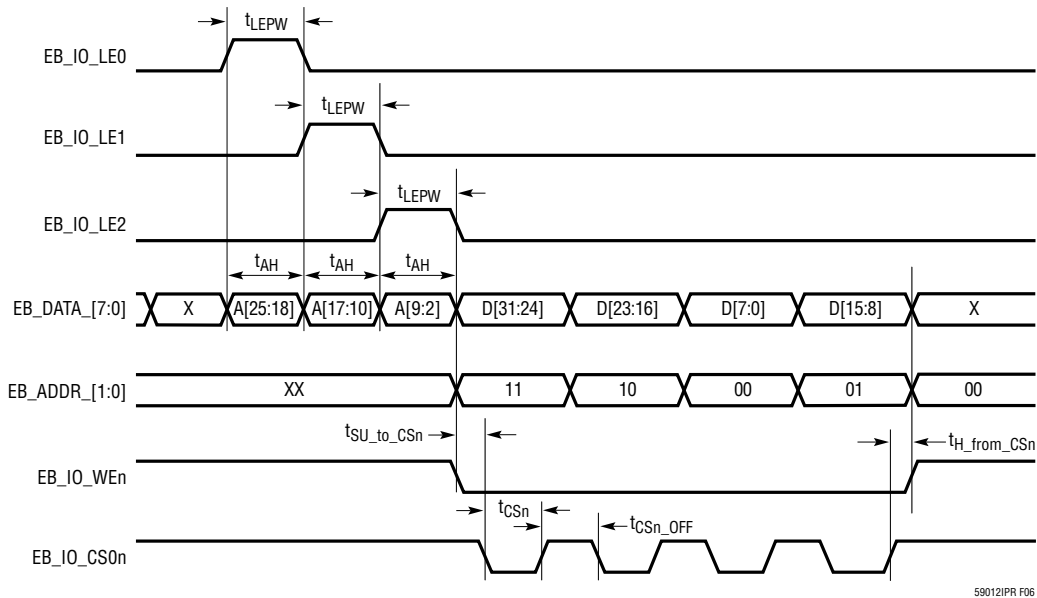 tLEPW
EB_IO_LE0
tLEPW
EB_IO_LE1
tLEPW
EB_IO_LE2
tAH tAH tAH
EB_DATA_[7:0] X A[25:18] A[17:10] A[9:2] D[31:24] D[23:16] D[7:0] D[15:8] X
EB_ADDR_[1:0] XX 11 10 00 01 00
tSU_to_CSn tH_from_CSn
EB_IO_WEn
tCSn tCSn_OFF
EB_IO_CS0n
59012IPR F06